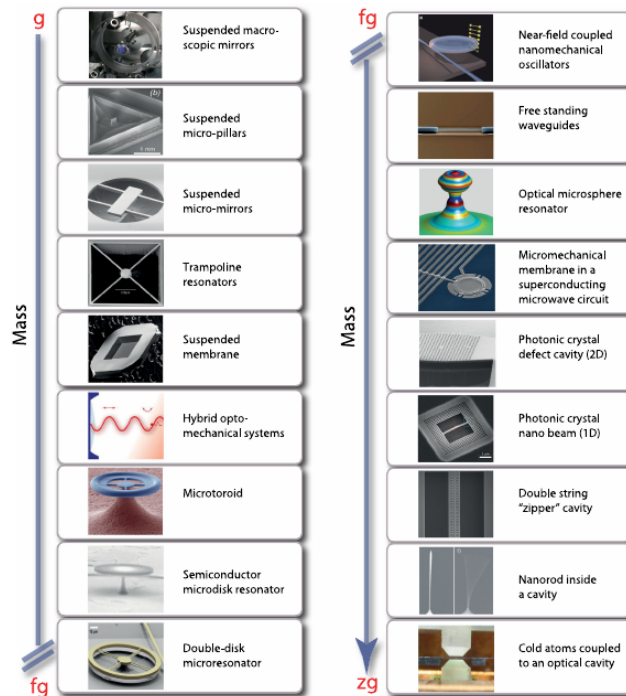 g
Suspended macro-
scopic mirrors
Suspended
micro-pillars
Suspended
micro-mirrors
Trampoline
resonators
Suspended
membrane
Hybrid opto-
mechanical systems
Microtoroid
Semiconductor
microdisk resonator
Double-disk
microresonator
Mass
fg
fg
Near-field coupled
nanomechanical
oscillators
Free standing
waveguides
Optical microsphere
resonator
Micromechanical
membrane in a
superconducting
microwave circuit
Photonic crystal
defect cavity (2D)
Photonic crystal
nano beam (1D)
Double string
"zipper" cavity
Nanorod inside
a cavity
Cold atoms coupled
to an optical cavity
Mass
zg
(b)
1 mm